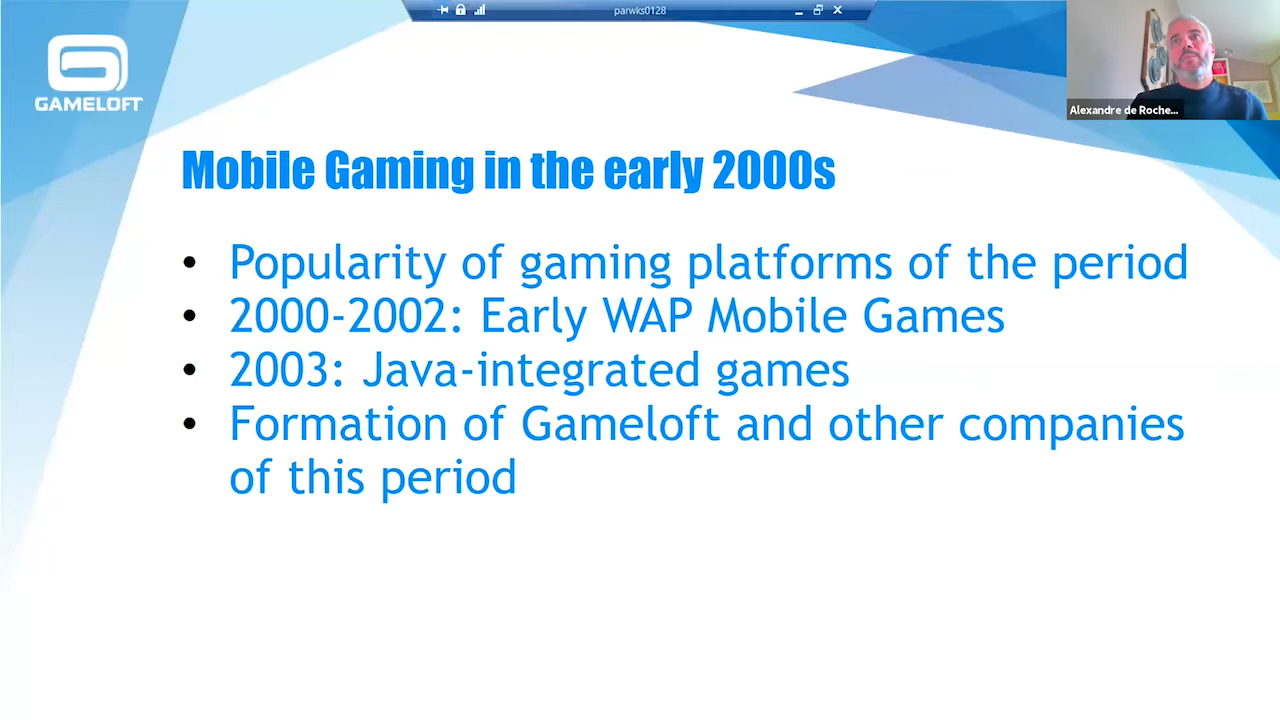 parwks0128
GAMELOFT
Alexandre de Roche...
Mobile Gaming in the early 2000s
• Popularity of gaming platforms of the period
• 2000-2002: Early WAP Mobile Games
• 2003: Java-integrated games
• Formation of Gameloft and other companies
of this period